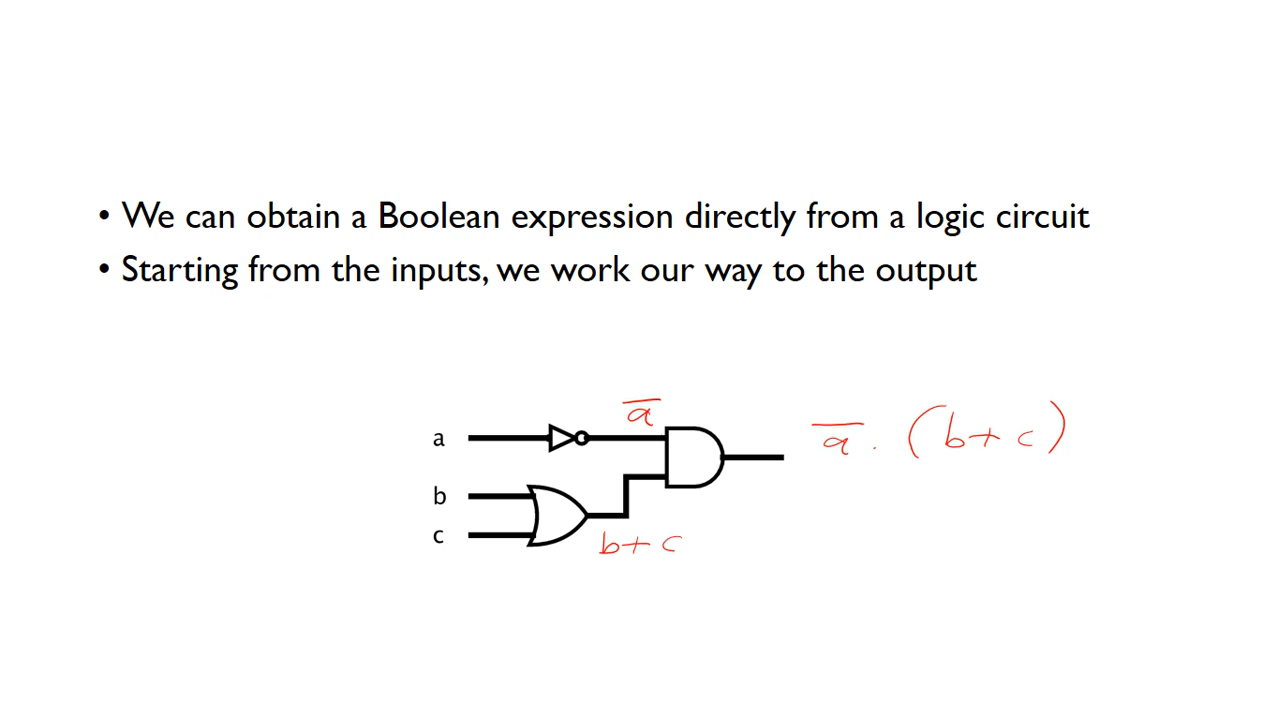 • We can obtain a Boolean expression directly from a logic circuit
• Starting from the inputs, we work our way to the output
a̅
a
a̅ . (b + c)
b
c
b + c